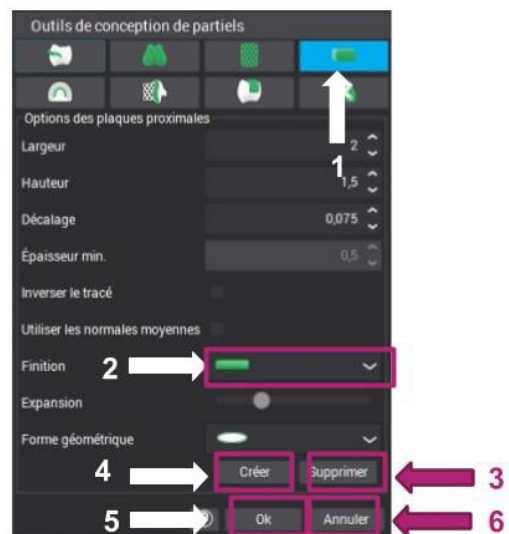 Outils de conception de partiels
Options des plaques proximales
Largeur 2
1
Hauteur 1,5
Décalage 0,075
Épaisseur min. 0,5
Inverser le tracé
Utiliser les normales moyennes
Finition 2
Expansion
Forme géométrique
4 Créer Supprimer 3
5 Ok Annuler 6